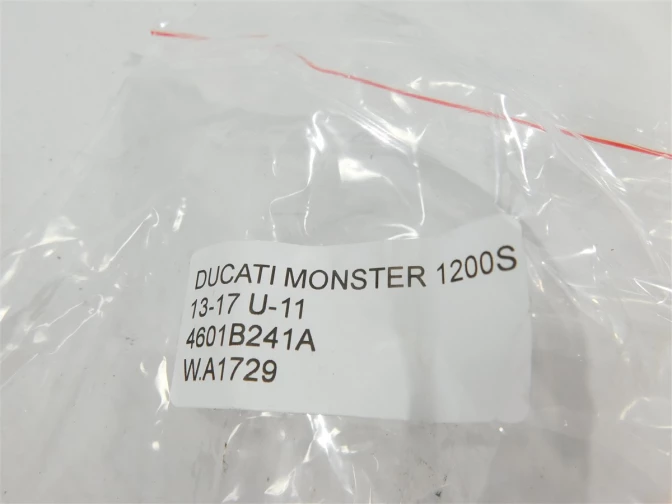 DUCATI MONSTER 1200S
13-17 U-11
4601B241A
W.A1729